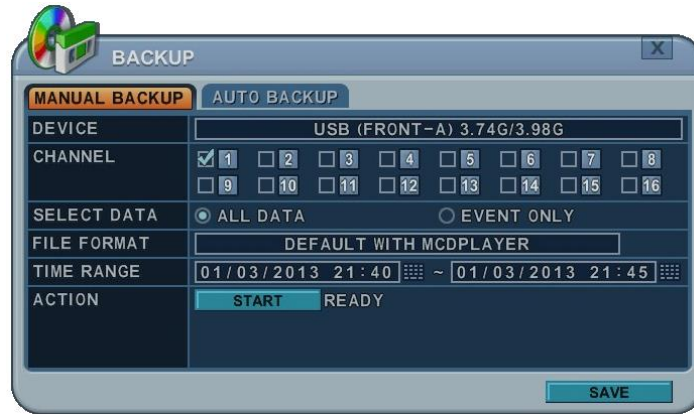 BACKUP X
MANUAL BACKUP AUTO BACKUP
DEVICE USB (FRONT-A) 3.74G/3.98G
CHANNEL 1 2 3 4 5 6 7 8
9 10 11 12 13 14 15 16
SELECT DATA ALL DATA EVENT ONLY
FILE FORMAT DEFAULT WITH MCDPLAYER
TIME RANGE 01/03/2013 21:40 ~ 01/03/2013 21:45
ACTION START READY
SAVE